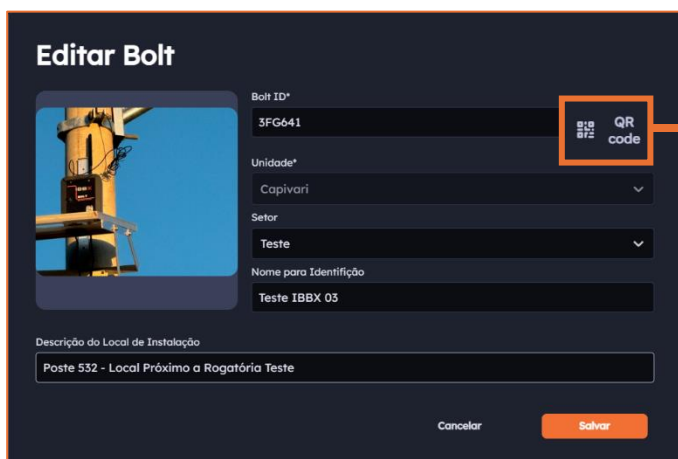 Editar Bolt
Bolt ID*
3FG641
QR
code
Unidade*
Capivari
Setor
Teste
Nome para Identifição
Teste IBBX 03
Descrição do Local de Instalação
Poste 532 - Local Próximo a Rogatória Teste
Cancelar
Salvar